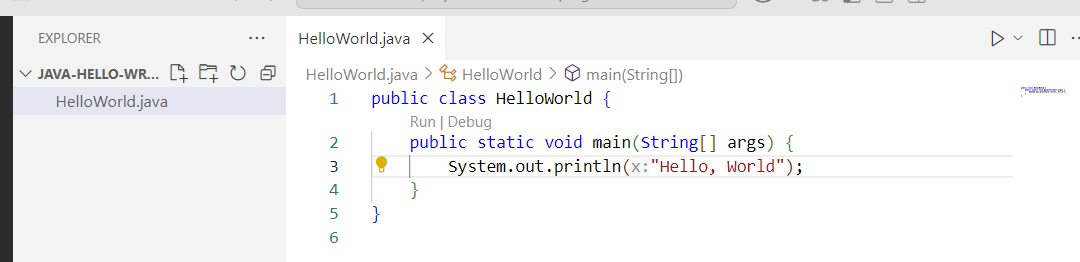 EXPLORER
JAVA-HELLO-WR...
HelloWorld.java
HelloWorld.java
HelloWorld.java > HelloWorld > main(String[])
1 public class HelloWorld {
Run | Debug
2 public static void main(String[] args) {
3 System.out.println(x:"Hello, World");
4 }
5 }
6